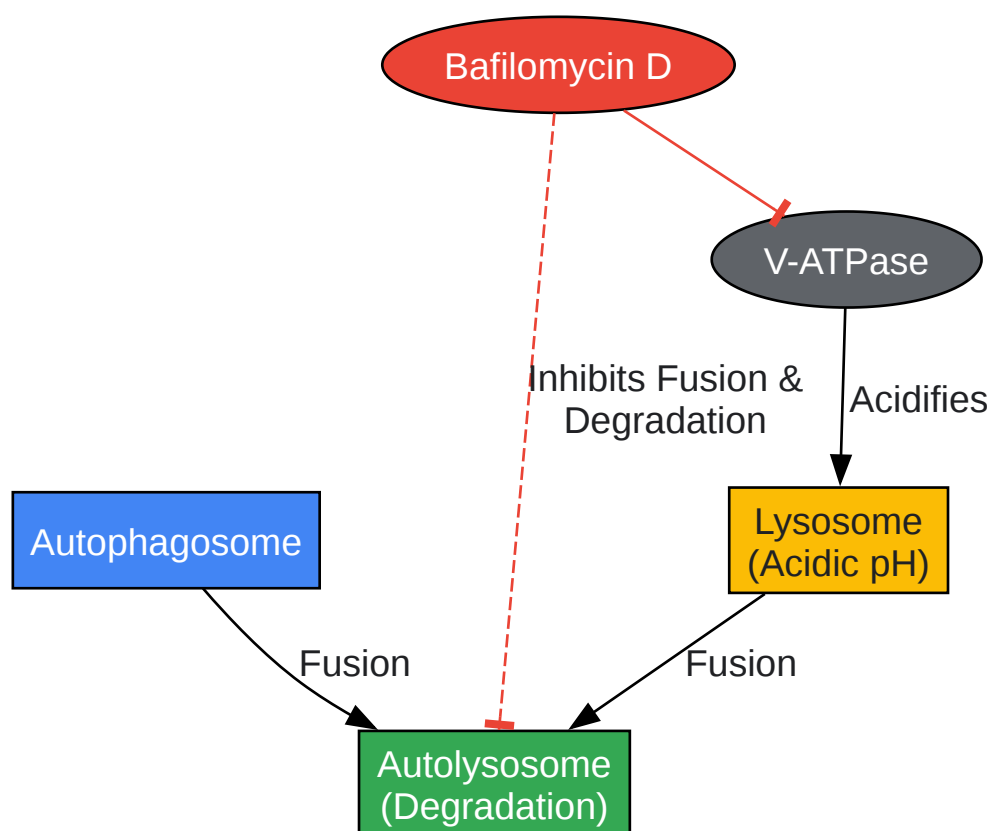 Bafilomycin D
V-ATPase
Inhibits Fusion &
Degradation
Acidifies
Autophagosome
Lysosome
(Acidic pH)
Fusion
Fusion
Autolysosome
(Degradation)